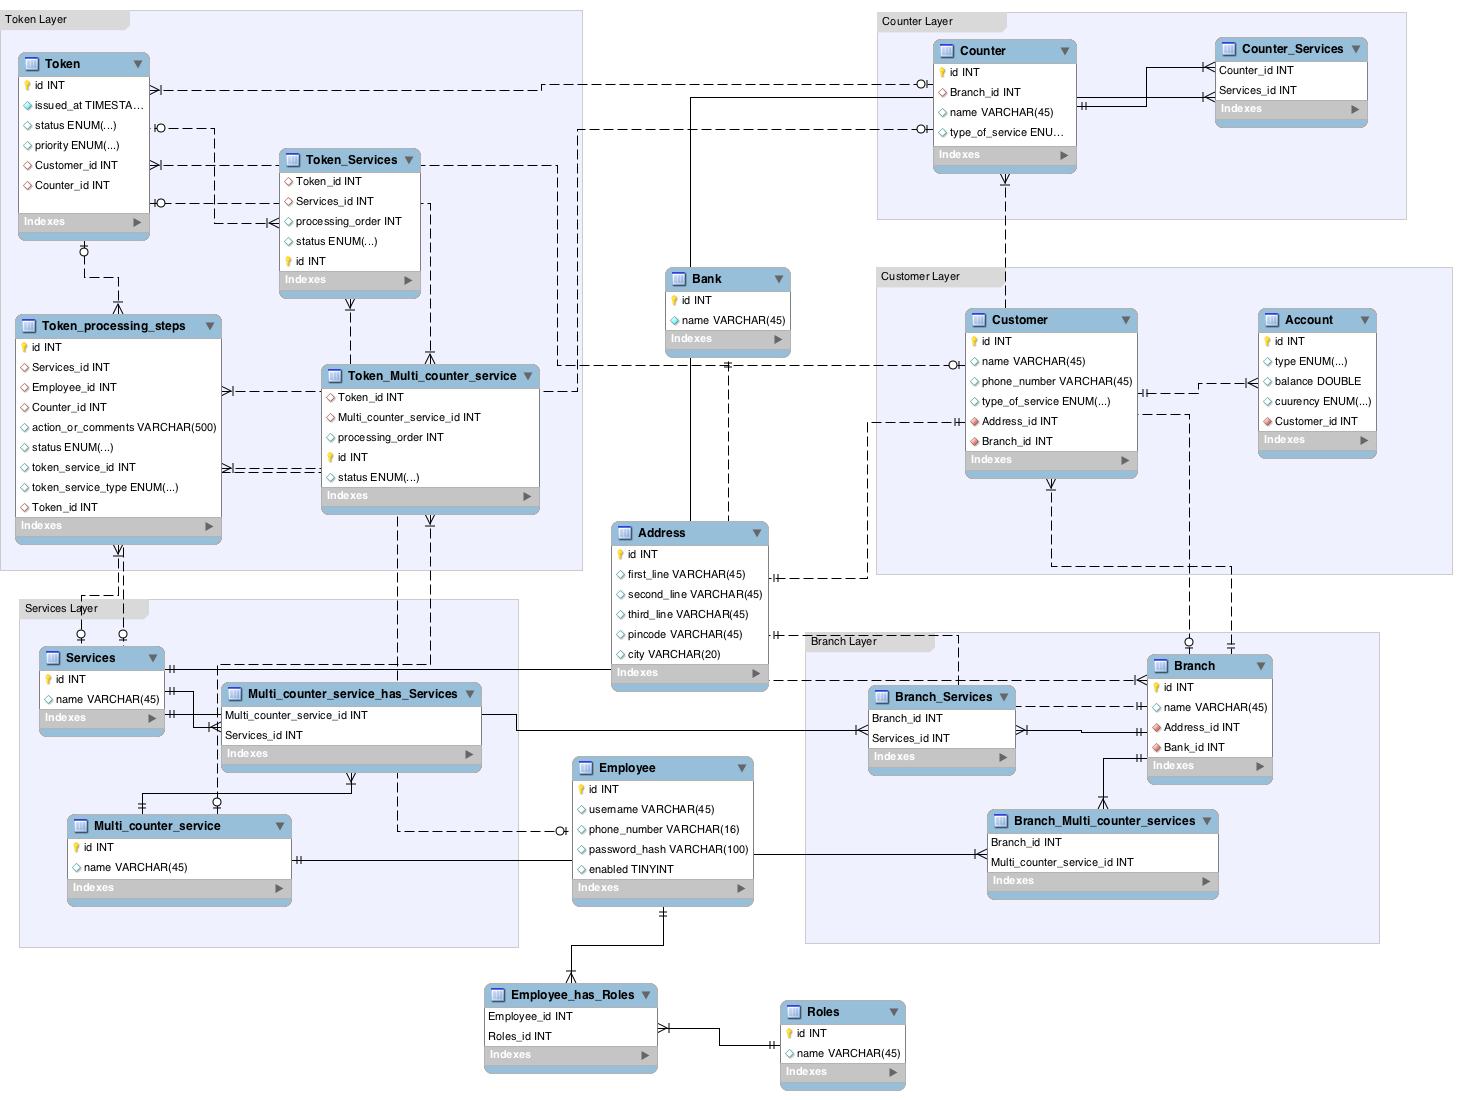 Token Layer
Token
id INT
issued_at TIMESTA...
status ENUM(...)
priority ENUM(...)
Customer_id INT
Counter_id INT
Indexes
Token_Services
Token_id INT
Services_id INT
processing_order INT
status ENUM(...)
id INT
Indexes
Token_processing_steps
id INT
Services_id INT
Employee_id INT
Counter_id INT
action_or_comments VARCHAR(500)
status ENUM(...)
token_service_id INT
token_service_type ENUM(...)
Token_id INT
Indexes
Token_Multi_counter_service
Token_id INT
Multi_counter_service_id INT
processing_order INT
id INT
status ENUM(...)
Indexes
Counter Layer
Counter
id INT
Branch_id INT
name VARCHAR(45)
type_of_service ENU...
Indexes
Counter_Services
Counter_id INT
Services_id INT
Indexes
Bank
id INT
name VARCHAR(45)
Indexes
Customer Layer
Customer
id INT
name VARCHAR(45)
phone_number VARCHAR(45)
type_of_service ENUM(...)
Address_id INT
Branch_id INT
Indexes
Account
id INT
type ENUM(...)
balance DOUBLE
cuurency ENUM(...)
Customer_id INT
Indexes
Address
id INT
first_line VARCHAR(45)
second_line VARCHAR(45)
third_line VARCHAR(45)
pincode VARCHAR(45)
city VARCHAR(20)
Indexes
Services Layer
Services
id INT
name VARCHAR(45)
Indexes
Multi_counter_service_has_Services
Multi_counter_service_id INT
Services_id INT
Indexes
Multi_counter_service
id INT
name VARCHAR(45)
Indexes
Employee
id INT
username VARCHAR(45)
phone_number VARCHAR(16)
password_hash VARCHAR(100)
enabled TINYINT
Indexes
Branch Layer
Branch_Services
Branch_id INT
Services_id INT
Indexes
Branch
id INT
name VARCHAR(45)
Address_id INT
Bank_id INT
Indexes
Branch_Multi_counter_services
Branch_id INT
Multi_counter_service_id INT
Indexes
Employee_has_Roles
Employee_id INT
Roles_id INT
Indexes
Roles
id INT
name VARCHAR(45)
Indexes